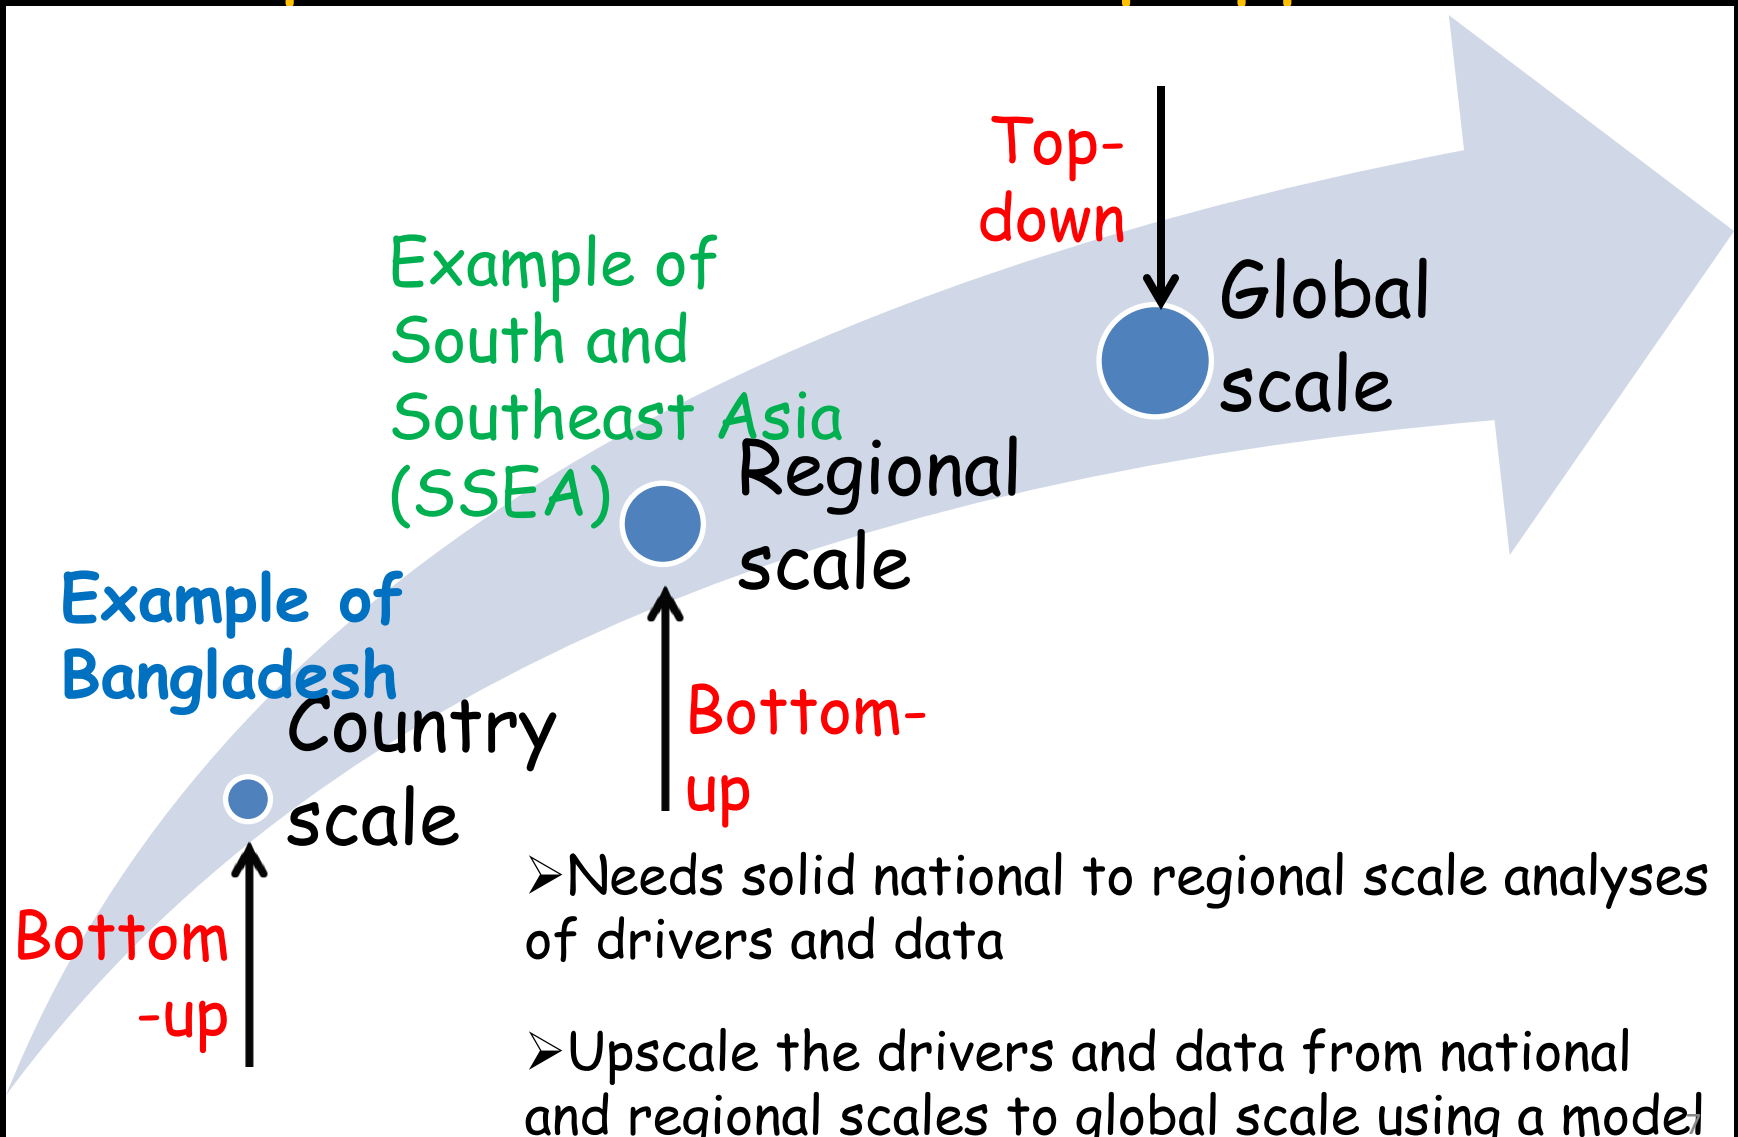 Top-
down
Global
scale
Example of
South and
Southeast Asia
(SSEA)
Regional
scale
Example of
Bangladesh
Country
scale
Bottom-
up
Bottom
-up
➢Needs solid national to regional scale analyses
of drivers and data
➢Upscale the drivers and data from national
and regional scales to global scale using a model
7